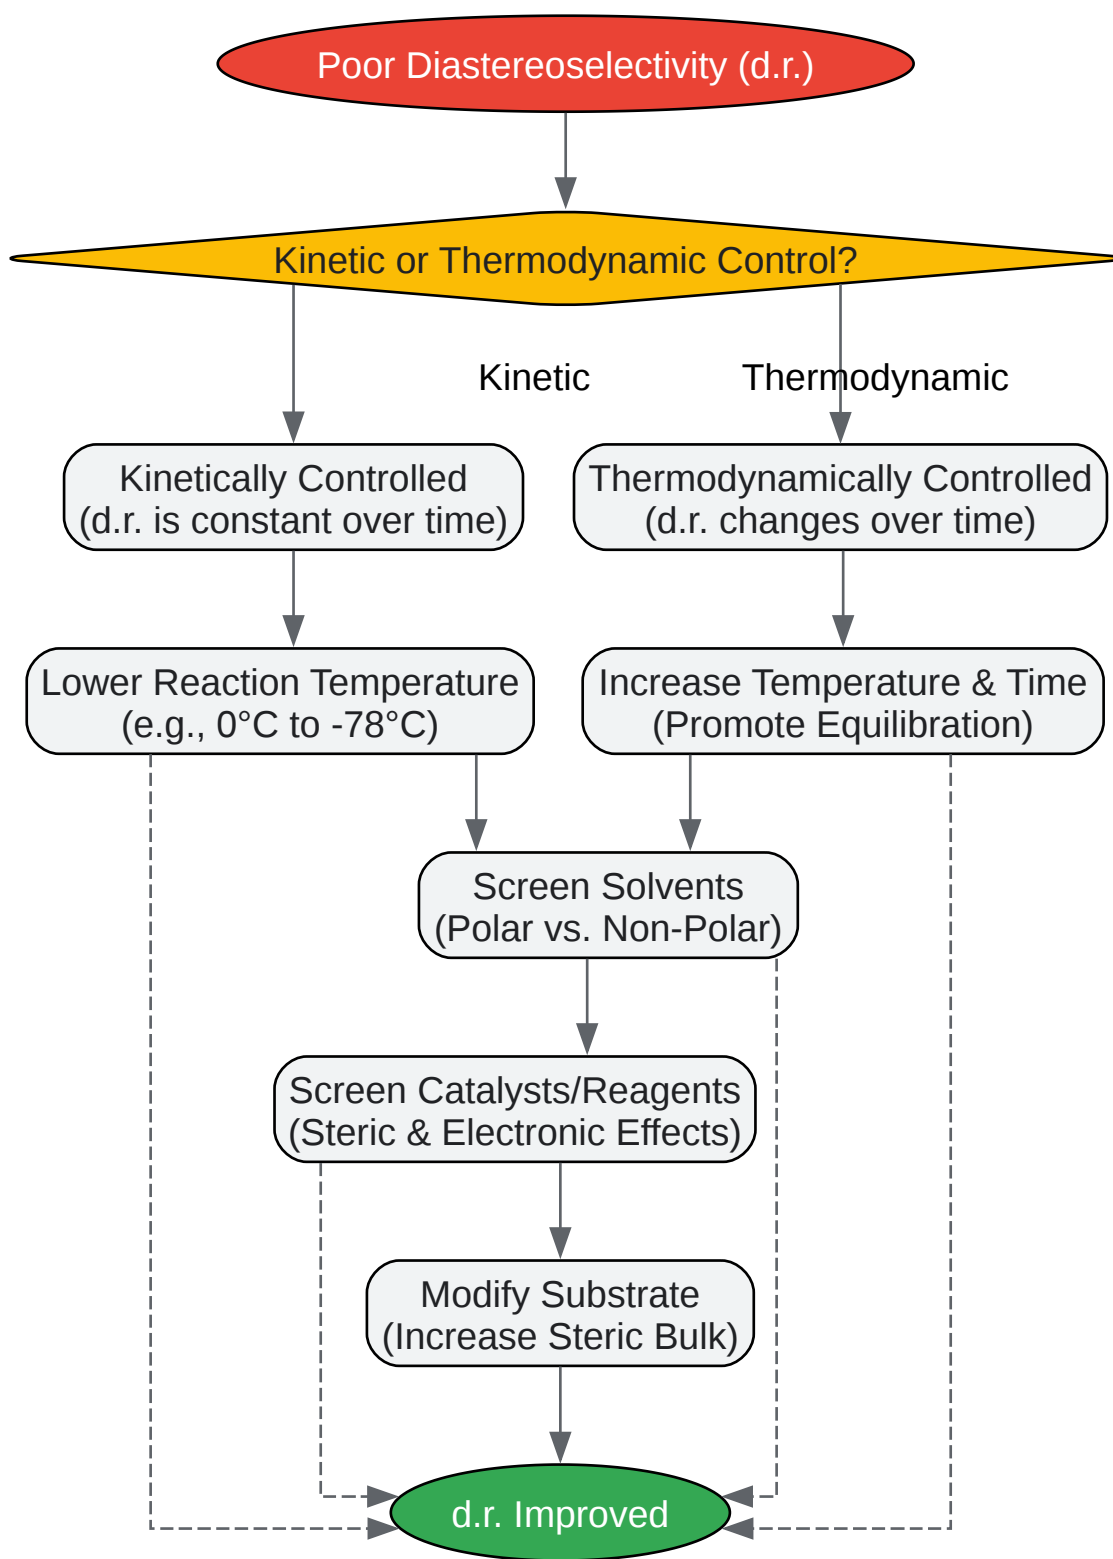 Poor Diastereoselectivity (d.r.)
Kinetic or Thermodynamic Control?
Kinetic
Thermodynamic
Kinetically Controlled
(d.r. is constant over time)
Thermodynamically Controlled
(d.r. changes over time)
Lower Reaction Temperature
(e.g., 0°C to -78°C)
Increase Temperature & Time
(Promote Equilibration)
Screen Solvents
(Polar vs. Non-Polar)
Screen Catalysts/Reagents
(Steric & Electronic Effects)
Modify Substrate
(Increase Steric Bulk)
d.r. Improved